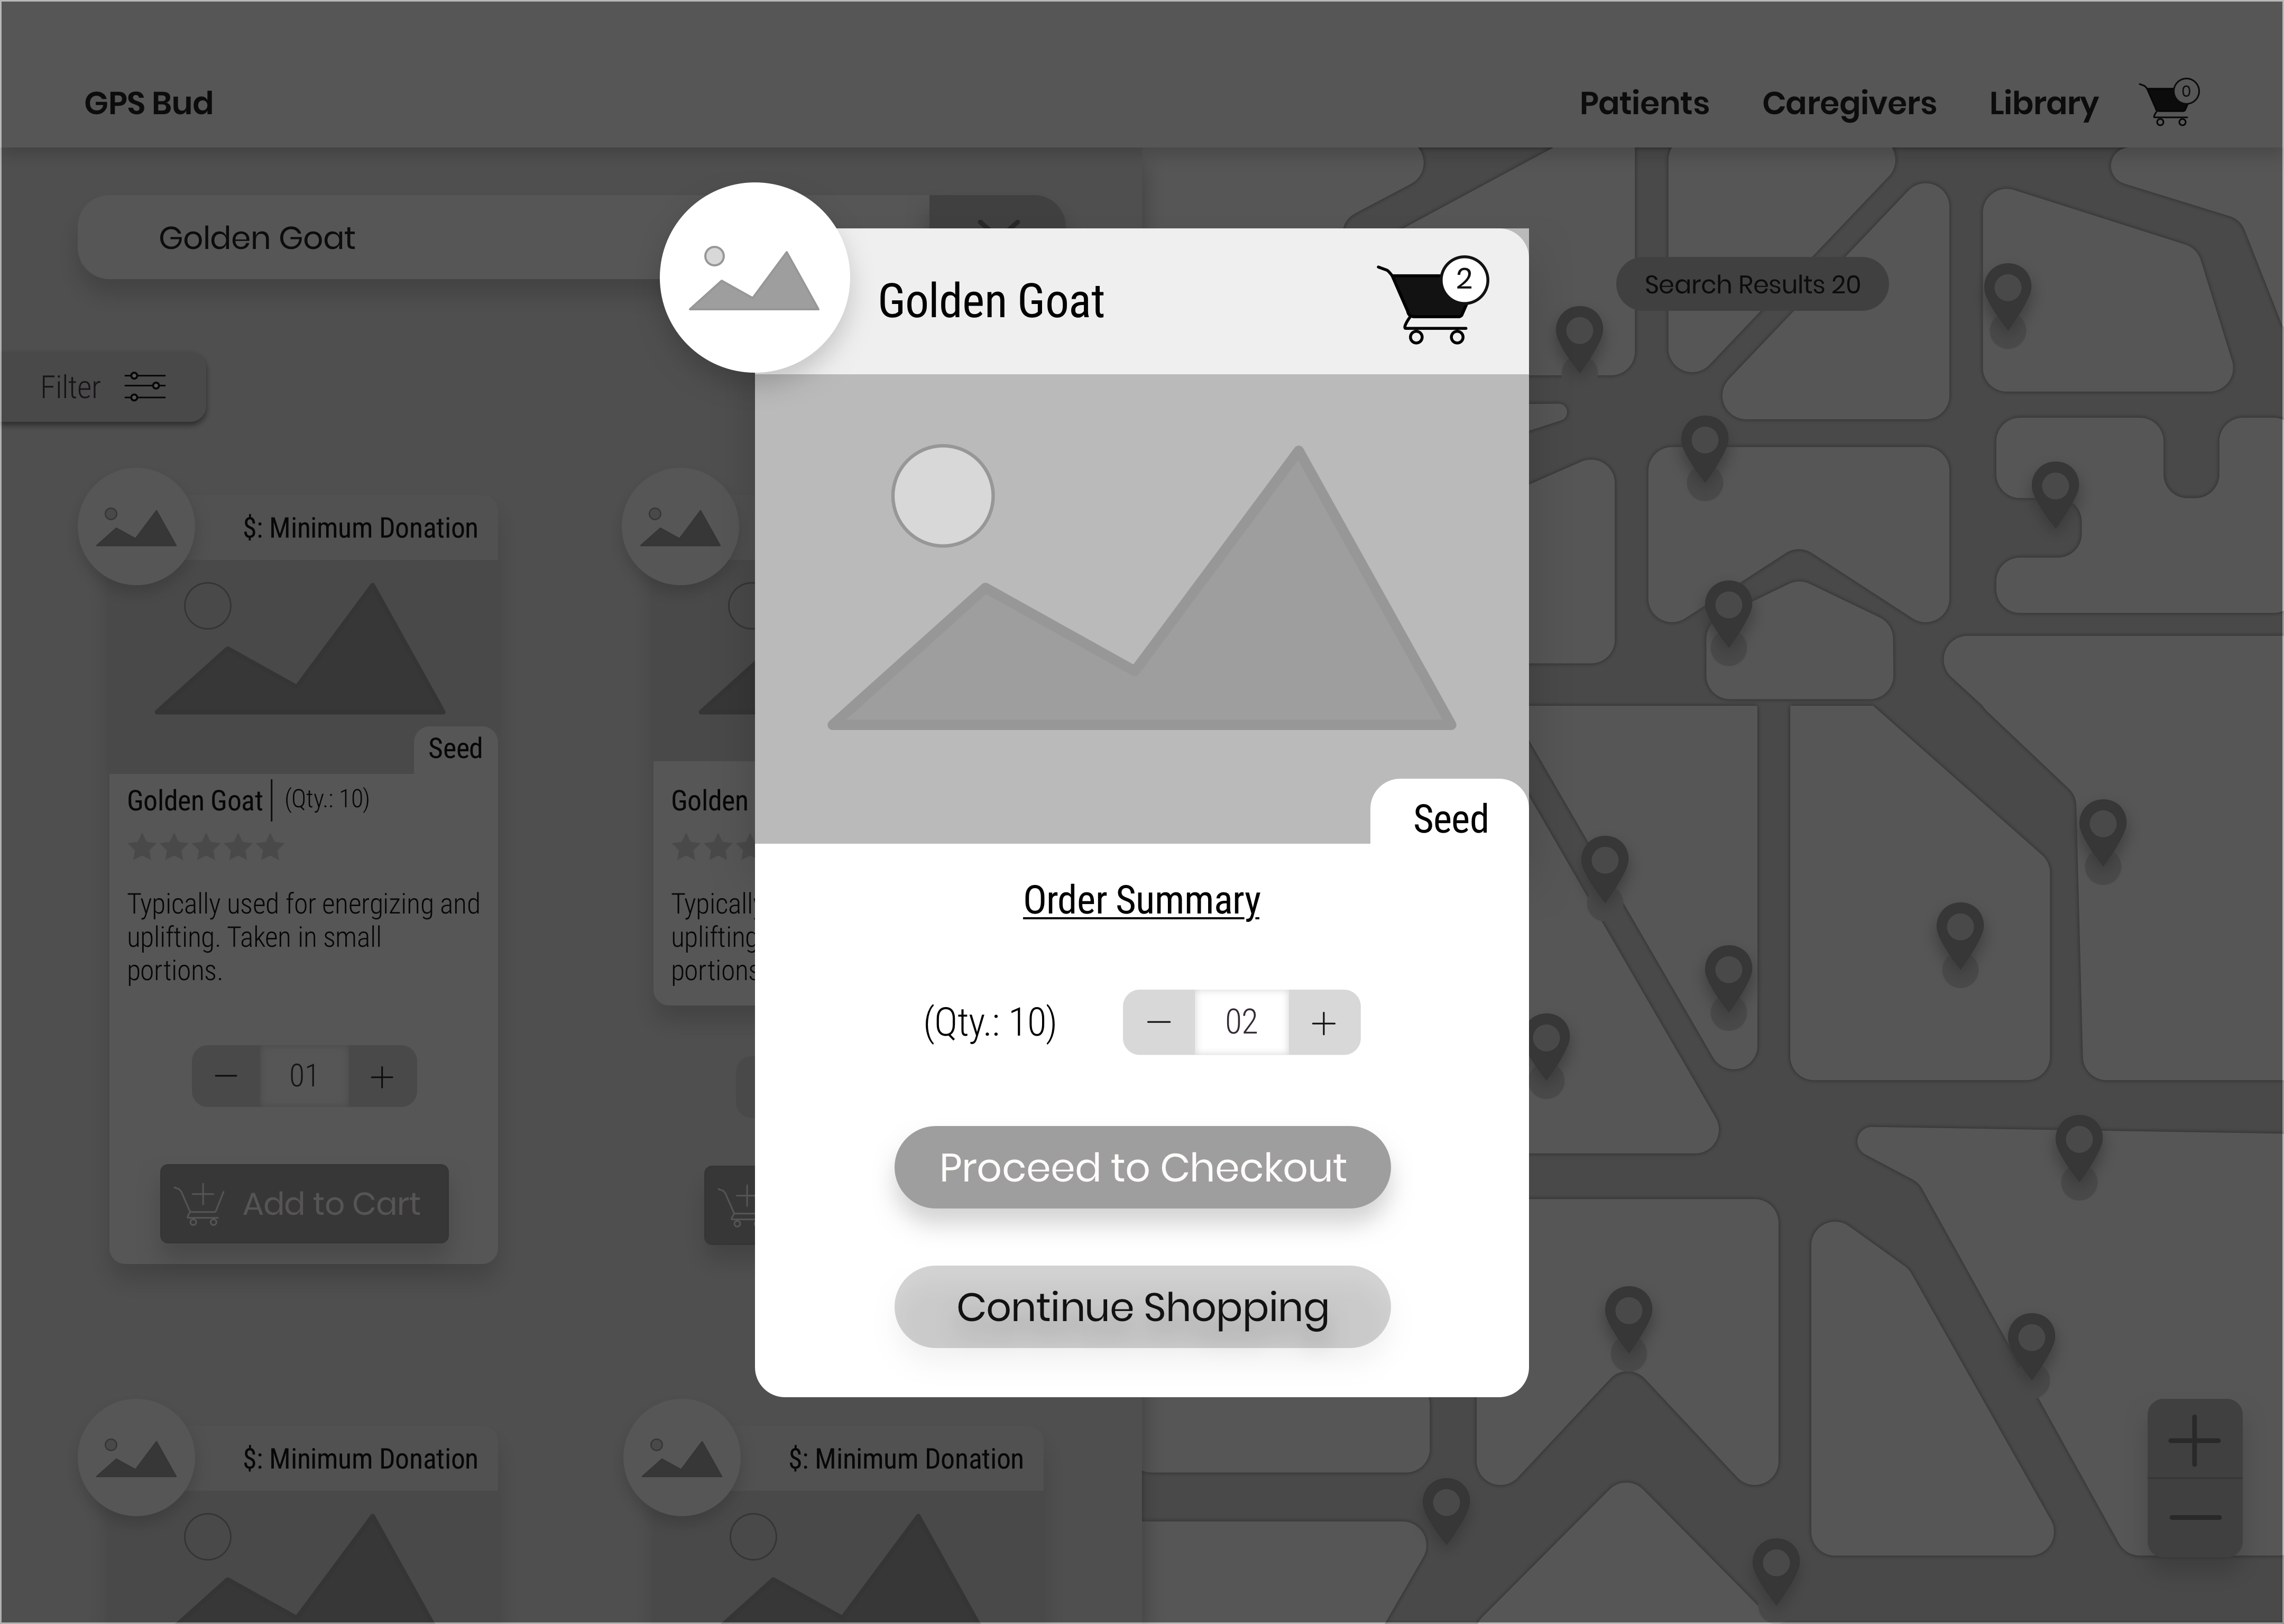 GPS Bud
Patients
Caregivers
Library
0
Golden Goat
Search Results 20
Filter
Golden Goat
2
Seed
Order Summary
(Qty.: 10)
02
Proceed to Checkout
Continue Shopping
$: Minimum Donation
Seed
Golden Goat
(Qty.: 10)
Typically used for energizing and
uplifting. Taken in small
portions.
01
Add to Cart
Golden
uplifting
portions
$: Minimum Donation
$: Minimum Donation